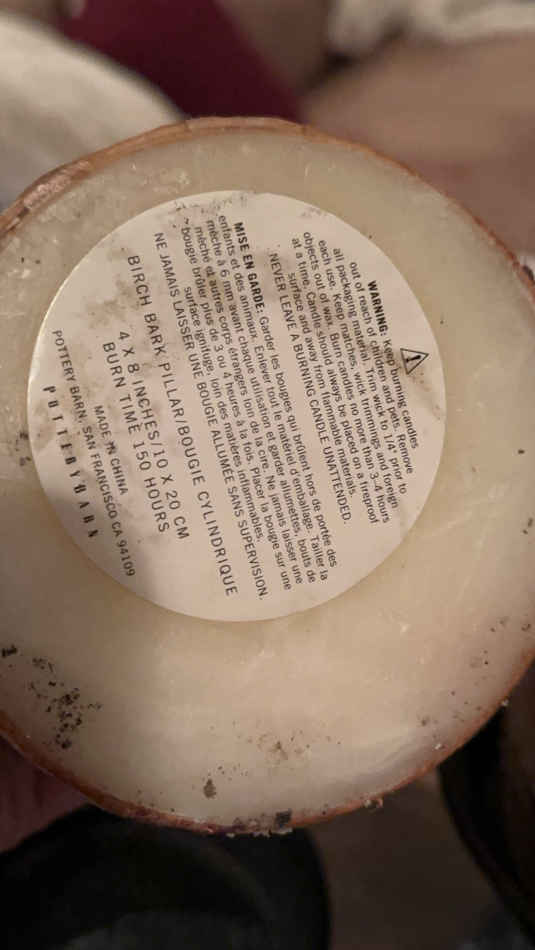 WARNING: Keep burning candles
out of reach of children and pets. Remove
all packaging material. Trim wick to 1/4" prior to
each use. Keep matches, wick trimmings and foreign
objects out of wax. Burn candles no more than 3-4 hours
at a time. Candle should always be placed on a fireproof
surface and away from flammable materials.
NEVER LEAVE A BURNING CANDLE UNATTENDED.
MISE EN GARDE: Garder les bougies qui brûlent hors de portée des
enfants et des animaux. Enlever tout le matériel d'emballage. Tailler la
mèche à 6 mm avant chaque utilisation et garder allumettes, bouts de
mèche et autres corps étrangers loin de la cire. Ne jamais laisser une
bougie brûler plus de 3 ou 4 heures à la fois. Placer la bougie sur une
surface ignifuge, loin des matières inflammables.
NE JAMAIS LAISSER UNE BOUGIE ALLUMÉE SANS SUPERVISION.
BIRCH BARK PILLAR/BOUGIE CYLINDRIQUE
4 X 8 INCHES/10 X 20 CM
BURN TIME 150 HOURS
MADE IN CHINA
POTTERY BARN, SAN FRANCISCO CA 94109
POTTERY BARN